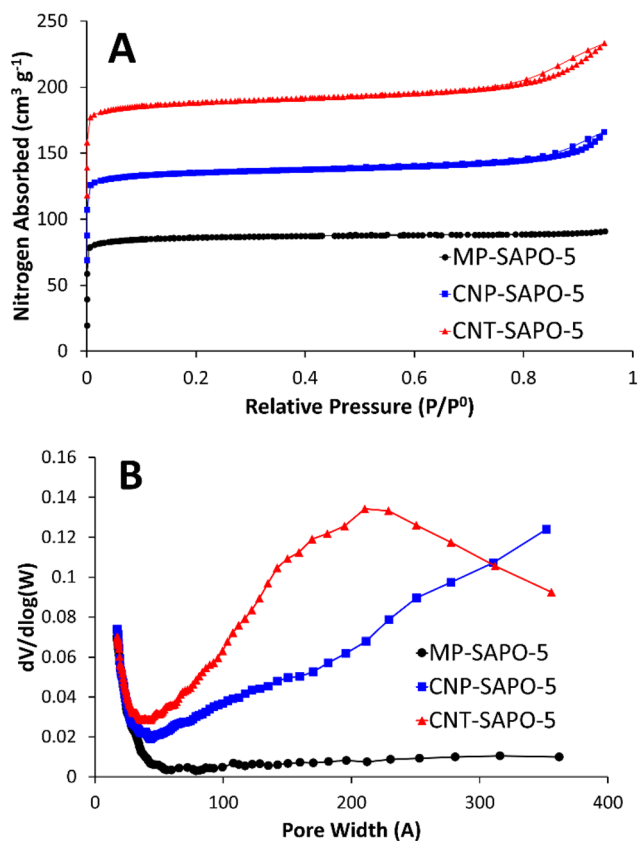 A
Nitrogen Absorbed (cm³ g⁻¹)
250
200
150
100
50
0
MP-SAPO-5
CNP-SAPO-5
CNT-SAPO-5
0
0.2
0.4
0.6
0.8
1
Relative Pressure (P/P⁰)
B
dV/dlog(W)
0.16
0.14
0.12
0.1
0.08
0.06
0.04
0.02
0
MP-SAPO-5
CNP-SAPO-5
CNT-SAPO-5
0
100
200
300
400
Pore Width (A)